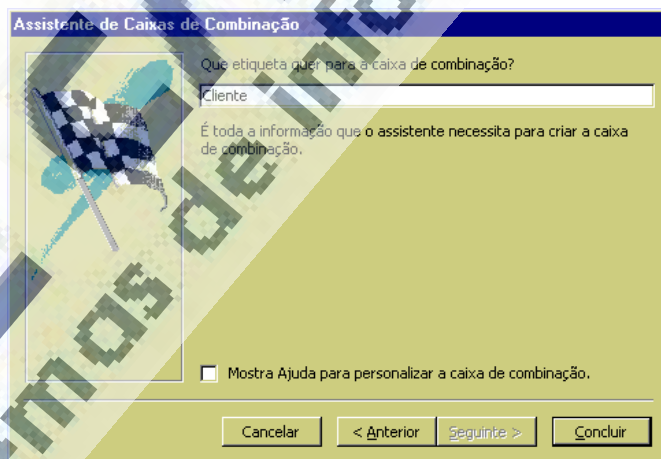 Assistente de Caixas de Combinação
Que etiqueta quer para a caixa de combinação?
Cliente
É toda a informação que o assistente necessita para criar a caixa
de combinação.
Mostra Ajuda para personalizar a caixa de combinação.
Cancelar
< Anterior
Seguinte >
Concluir